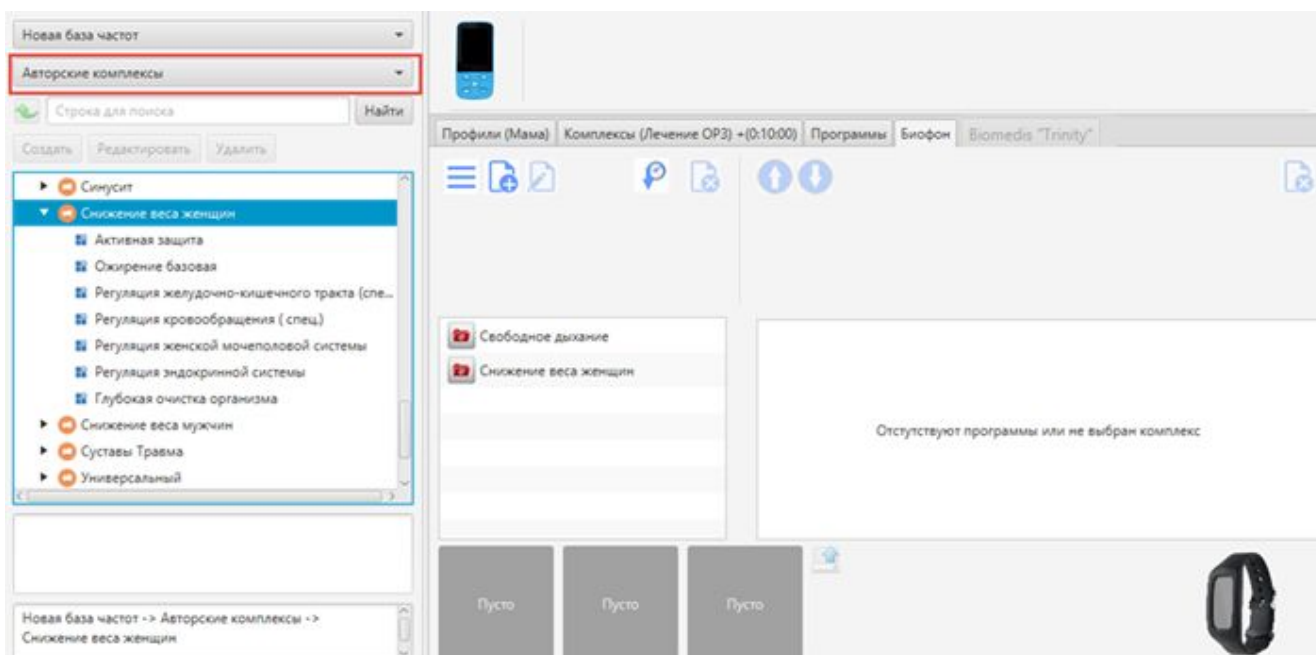 Новая база частот
Авторские комплексы
Строка для поиска
Найти
Создать Редактировать Удалить
Синусит
Снижение веса женщин
Активная защита
Ожирение базовая
Регуляция желудочно-кишечного тракта (спе...
Регуляция кровообращения ( спец.)
Регуляция женской мочеполовой системы
Регуляция эндокринной системы
Глубокая очистка организма
Снижение веса мужчин
Суставы Травма
Универсальный
Новая база частот -> Авторские комплексы ->
Снижение веса женщин
Профили (Мама) Комплексы (Лечение ОРЗ) +(0:10:00) Программы Биофон Biomedis "Trinity"
Свободное дыхание
Снижение веса женщин
Отстутствуют программы или не выбран комплекс
Пусто Пусто Пусто